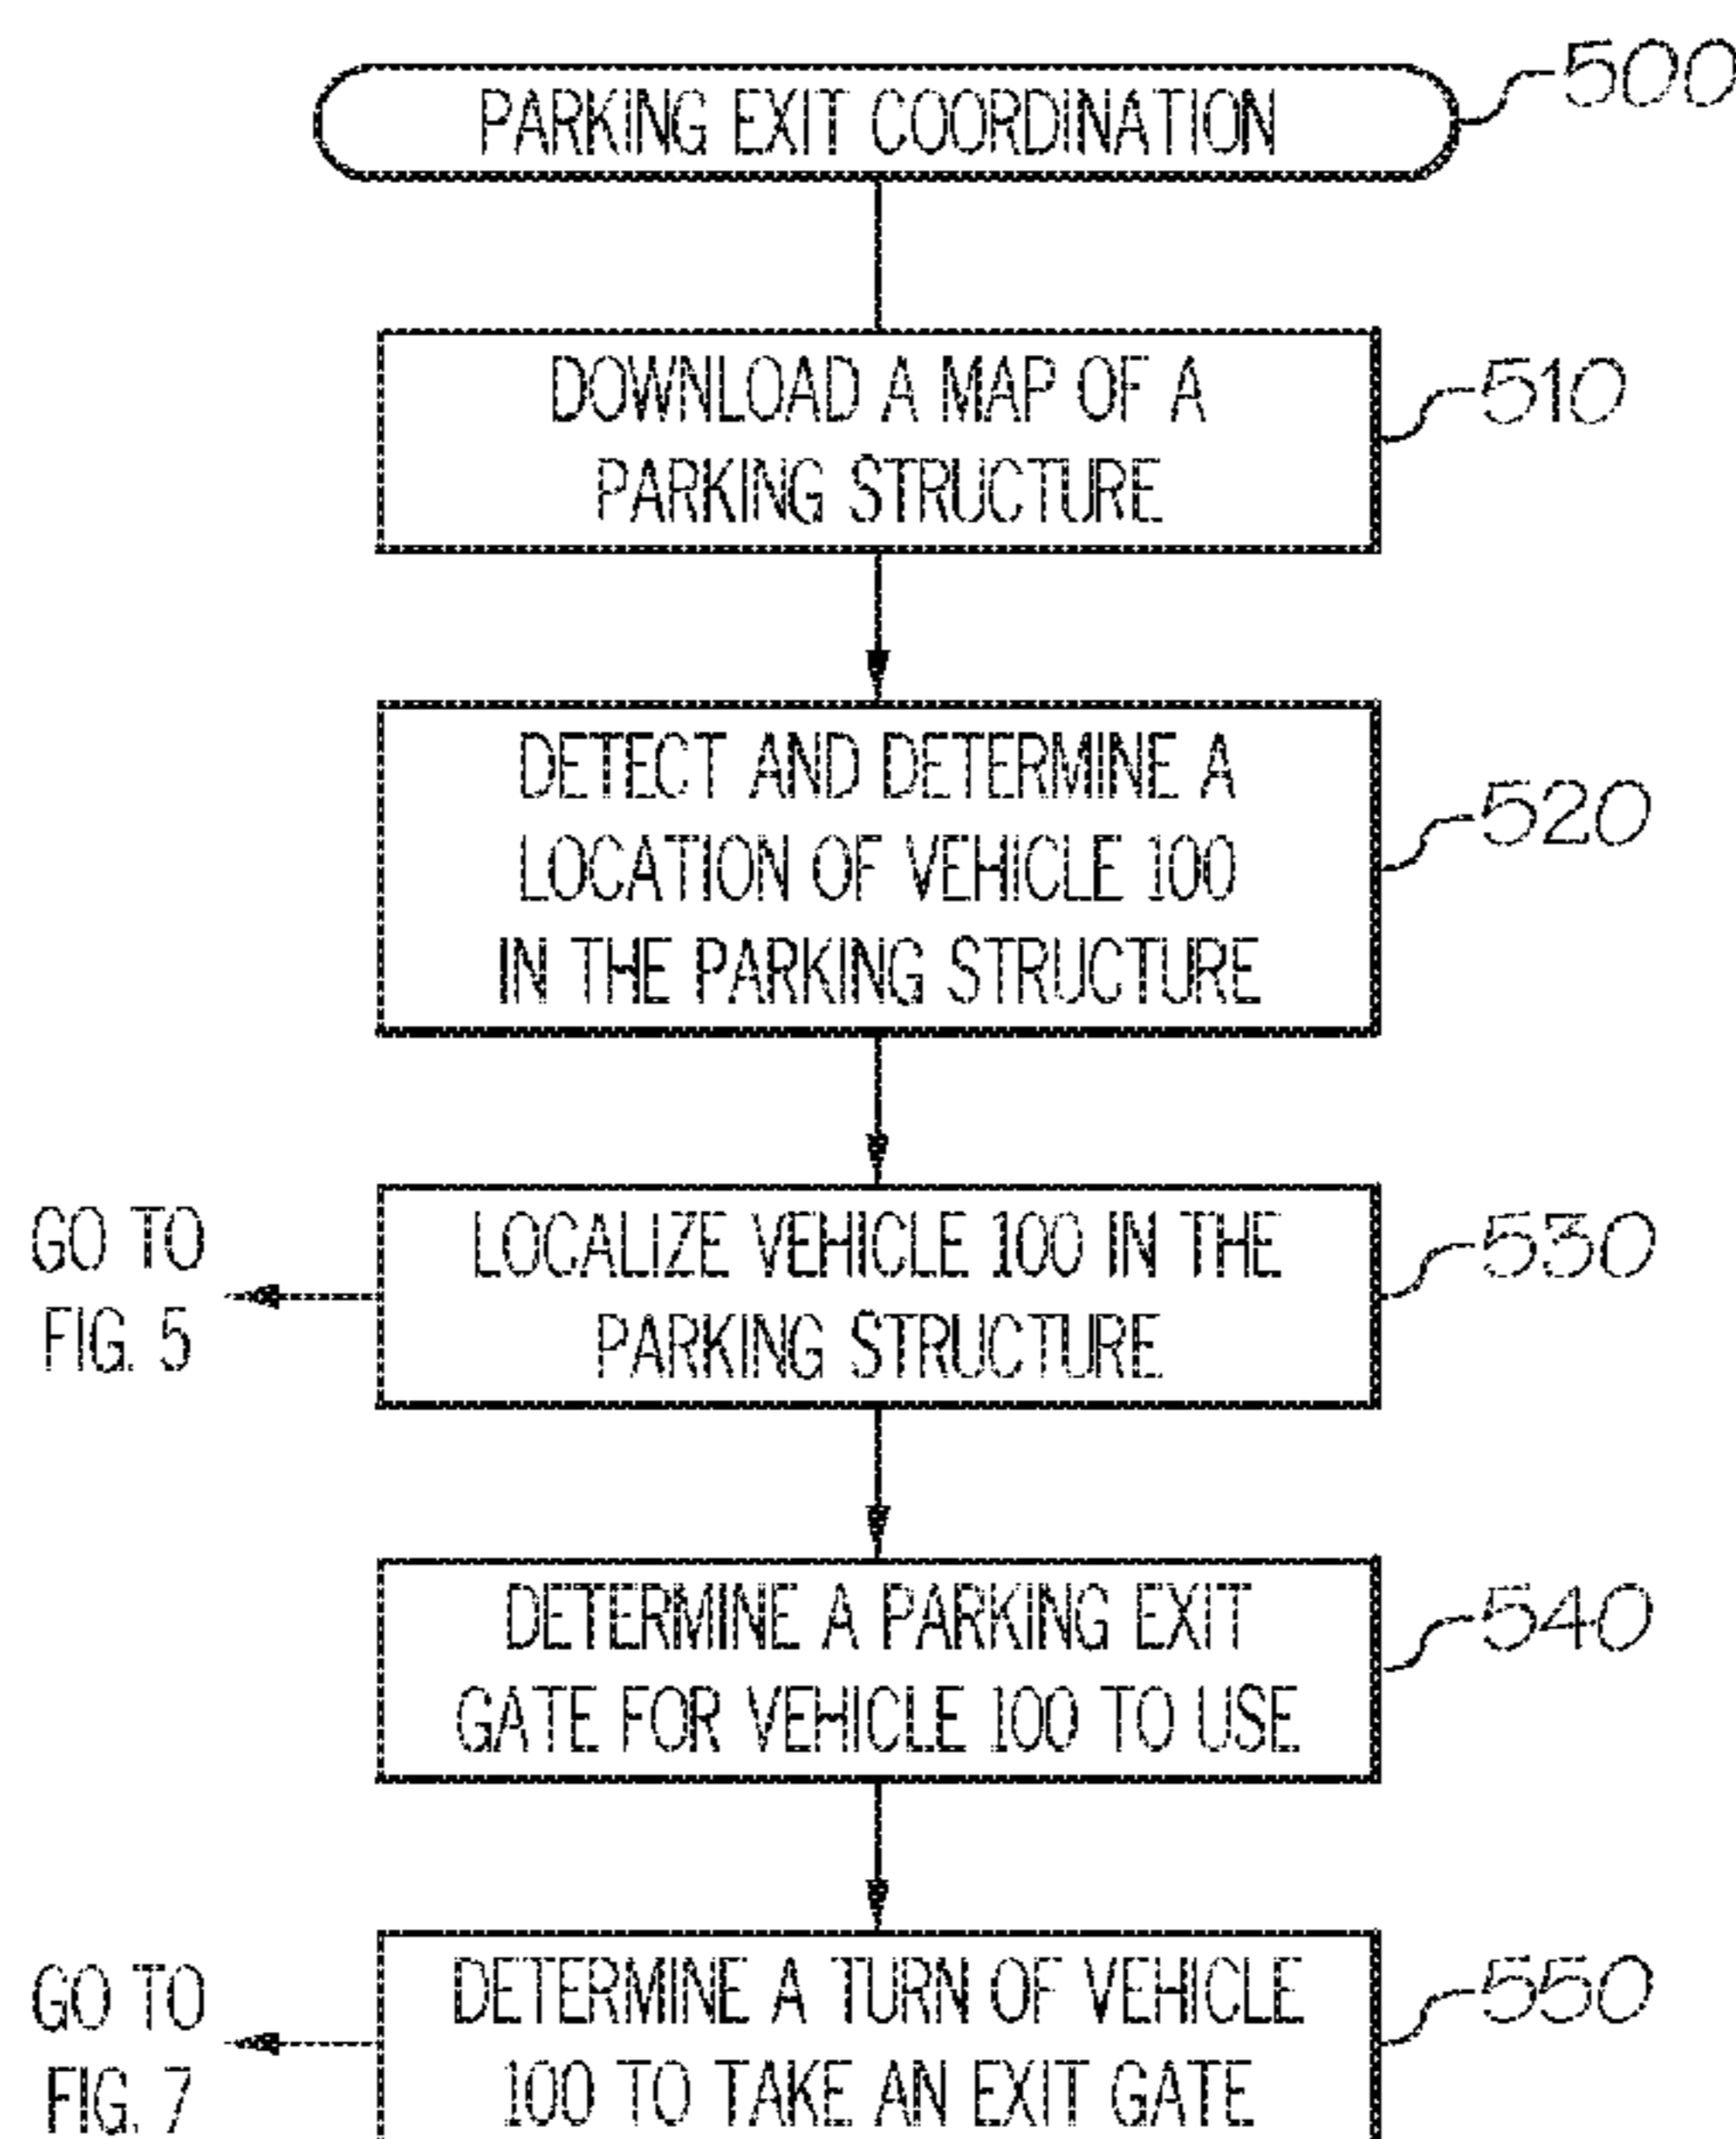 PARKING EXIT COORDINATION
500
DOWNLOAD A MAP OF A
PARKING STRUCTURE
510
DETECT AND DETERMINE A
LOCATION OF VEHICLE 100
IN THE PARKING STRUCTURE
520
GO TO
FIG. 5
LOCALIZE VEHICLE 100 IN THE
PARKING STRUCTURE
530
DETERMINE A PARKING EXIT
GATE FOR VEHICLE 100 TO USE
540
GO TO
FIG. 7
DETERMINE A TURN OF VEHICLE
100 TO TAKE AN EXIT GATE
550